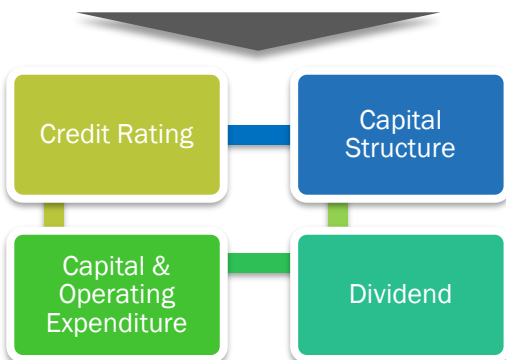 Credit Rating
Capital
Structure
Capital &
Operating
Expenditure
Dividend